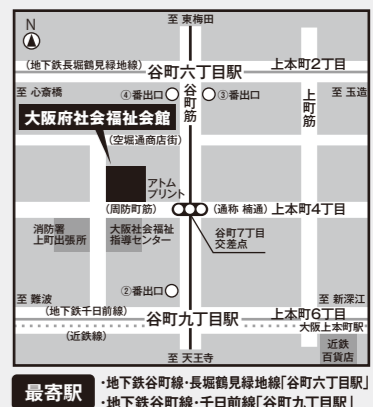 至 東梅田
N
(地下鉄長堀鶴見緑地線)
谷町六丁目駅
上本町2丁目
至 心斎橋
④番出口
③番出口
至 玉造
谷町筋
上町筋
大阪府社会福祉会館
(空堀通商店街)
アトム
プリント
(周防町筋)
(通称 楠通)
上本町4丁目
消防署
上町出張所
大阪社会福祉
指導センター
谷町7丁目
交差点
②番出口
至 難波
至 新深江
(地下鉄千日前線)
谷町九丁目駅
上本町6丁目
大阪上本町駅
(近鉄線)
至 天王寺
近鉄
百貨店
最寄駅
・地下鉄谷町線・長堀鶴見緑地線「谷町六丁目駅」
・地下鉄谷町線・千日前線「谷町九丁目駅」